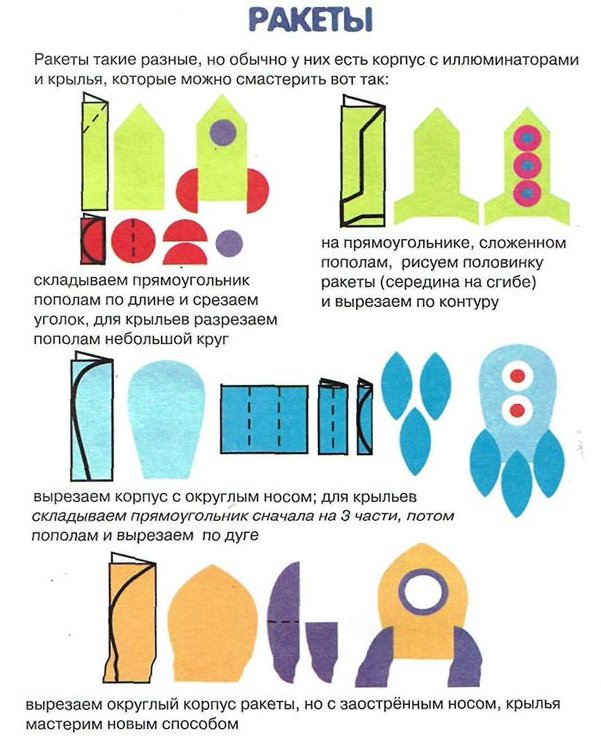 РАКЕТЫ
Ракеты такие разные, но обычно у них есть корпус с иллюминаторами
и крылья, которые можно смастерить вот так:
складываем прямоугольник
пополам по длине и срезаем
уголок, для крыльев разрезаем
пополам небольшой круг
на прямоугольнике, сложенном
пополам, рисуем половинку
ракеты (середина на сгибе)
и вырезаем по контуру
вырезаем корпус с округлым носом; для крыльев
складываем прямоугольник сначала на 3 части, потом
пополам и вырезаем по дуге
вырезаем округлый корпус ракеты, но с заострённым носом, крылья
мастерим новым способом